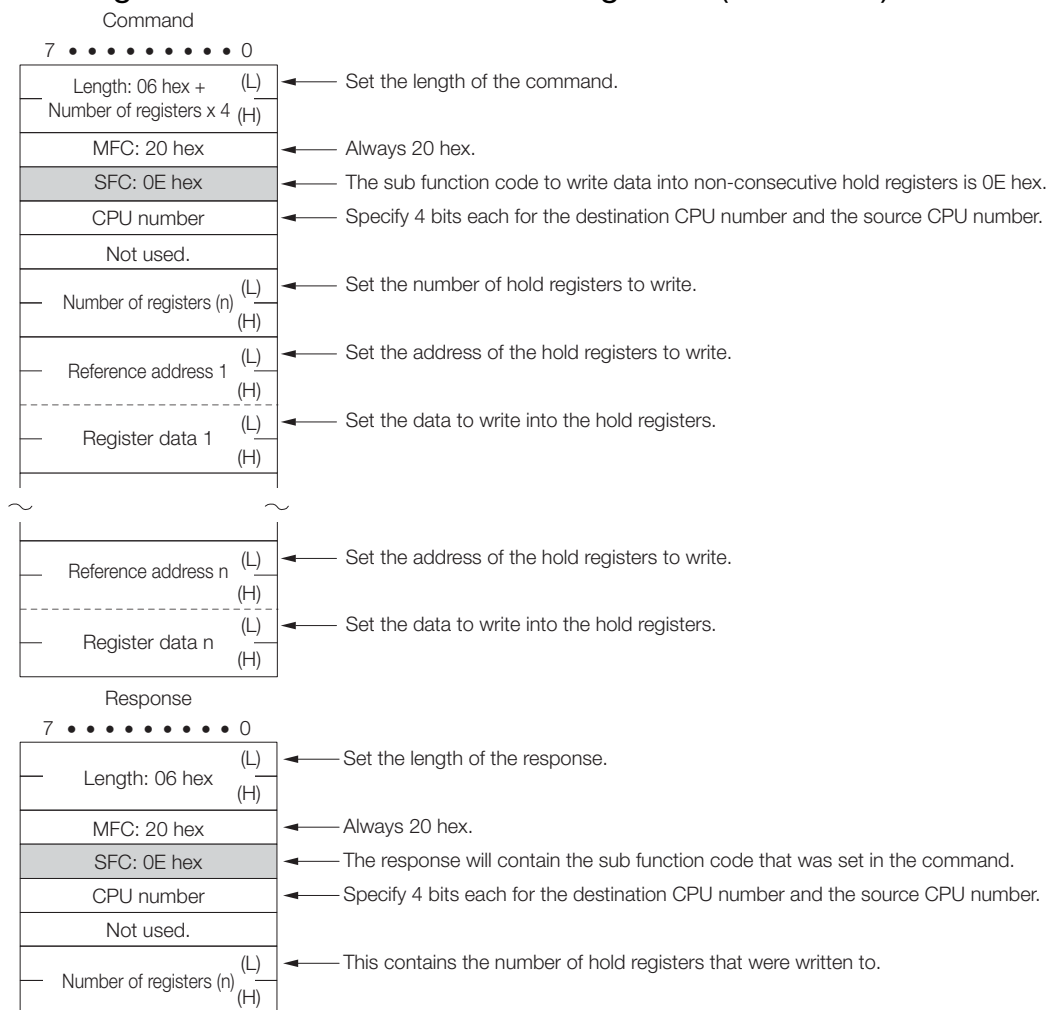 Command
7 • • • • • • • • • 0
Length: 06 hex + (L) Set the length of the command.
Number of registers x 4 (H)
MFC: 20 hex Always 20 hex.
SFC: 0E hex The sub function code to write data into non-consecutive hold registers is 0E hex.
CPU number Specify 4 bits each for the destination CPU number and the source CPU number.
Not used.
Number of registers (n) (L) Set the number of hold registers to write.
(H)
Reference address 1 (L) Set the address of the hold registers to write.
(H)
Register data 1 (L) Set the data to write into the hold registers.
(H)
Reference address n (L) Set the address of the hold registers to write.
(H)
Register data n (L) Set the data to write into the hold registers.
(H)
Response
7 • • • • • • • • • 0
Length: 06 hex (L) Set the length of the response.
(H)
MFC: 20 hex Always 20 hex.
SFC: 0E hex The response will contain the sub function code that was set in the command.
CPU number Specify 4 bits each for the destination CPU number and the source CPU number.
Not used.
Number of registers (n) (L) This contains the number of hold registers that were written to.
(H)